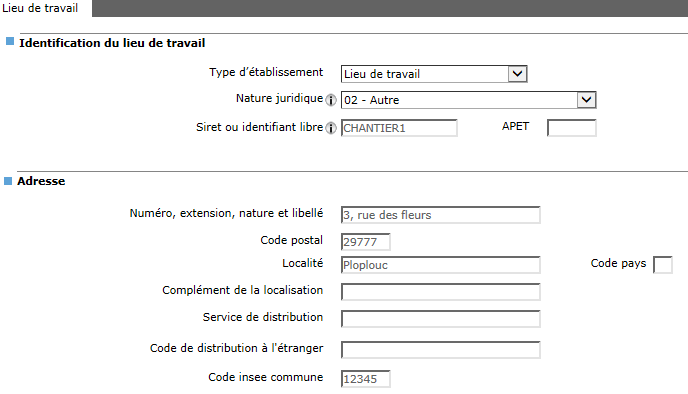 Lieu de travail
Identification du lieu de travail
Type d'établissement Lieu de travail
Nature juridique 02 - Autre
Siret ou identifiant libre CHANTIER1 APET
Adresse
Numéro, extension, nature et libellé 3, rue des fleurs
Code postal 29777
Localité Ploplouc Code pays
Complément de la localisation
Service de distribution
Code de distribution à l'étranger
Code insee commune 12345